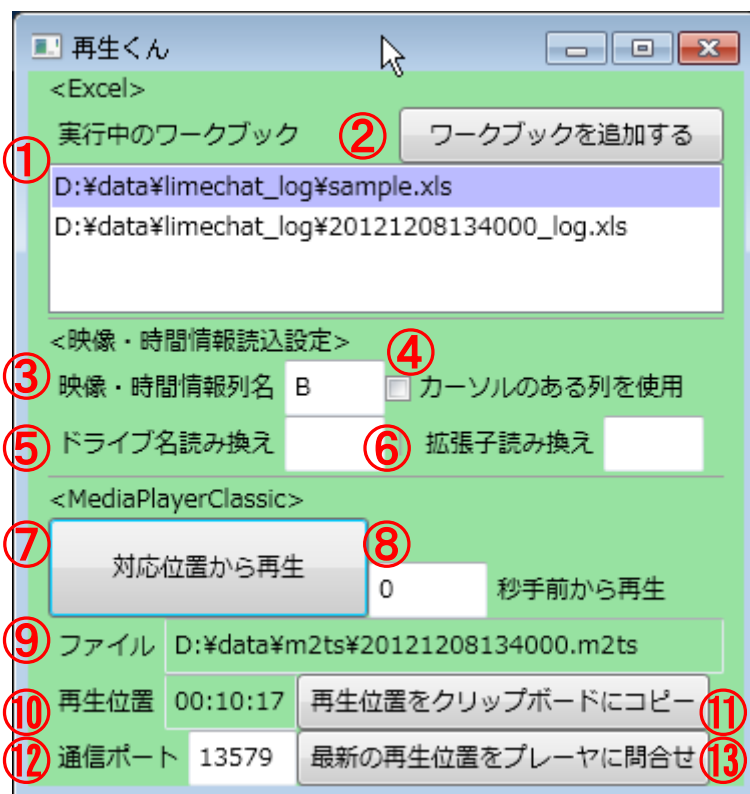 再生くん
<Excel>
実行中のワークブック ② ワークブックを追加する
①
D:¥data¥limechat_log¥sample.xls
D:¥data¥limechat_log¥20121208134000_log.xls
<映像・時間情報読込設定>
③ 映像・時間情報列名 B ④ カーソルのある列を使用
⑤ ドライブ名読み換え ⑥ 拡張子読み換え
<MediaPlayerClassic>
⑦ 対応位置から再生 ⑧ 0 秒手前から再生
⑨ ファイル D:¥data¥m2ts¥20121208134000.m2ts
⑩ 再生位置 00:10:17 再生位置をクリップボードにコピー ⑪
⑫ 通信ポート 13579 最新の再生位置をプレーヤに問合せ ⑬